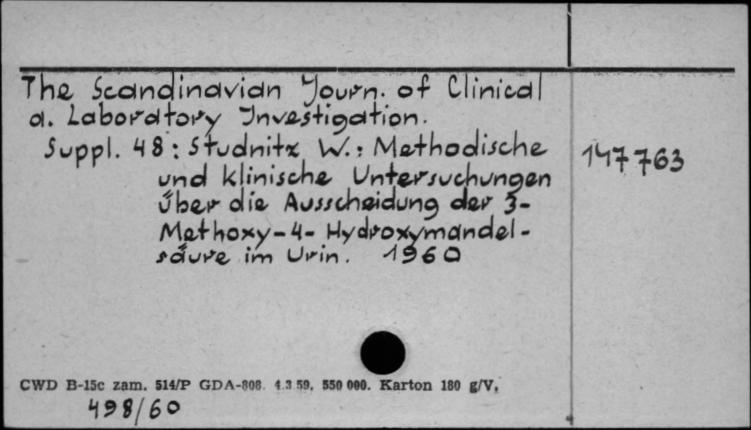 The Scandinavian Journ. of Clinical
a. Laboratory Investigation.
Suppl. 48: Studnitz W.: Methodische
und klinische Untersuchungen
über die Ausscheidung der 3-
Methoxy-4-Hydroxymandel-
säure im Urin. 1960
147763
CWD B-15c zam. 514/P GDA-808. 4.3 59. 550 000. Karton 180 g/V,
498/60